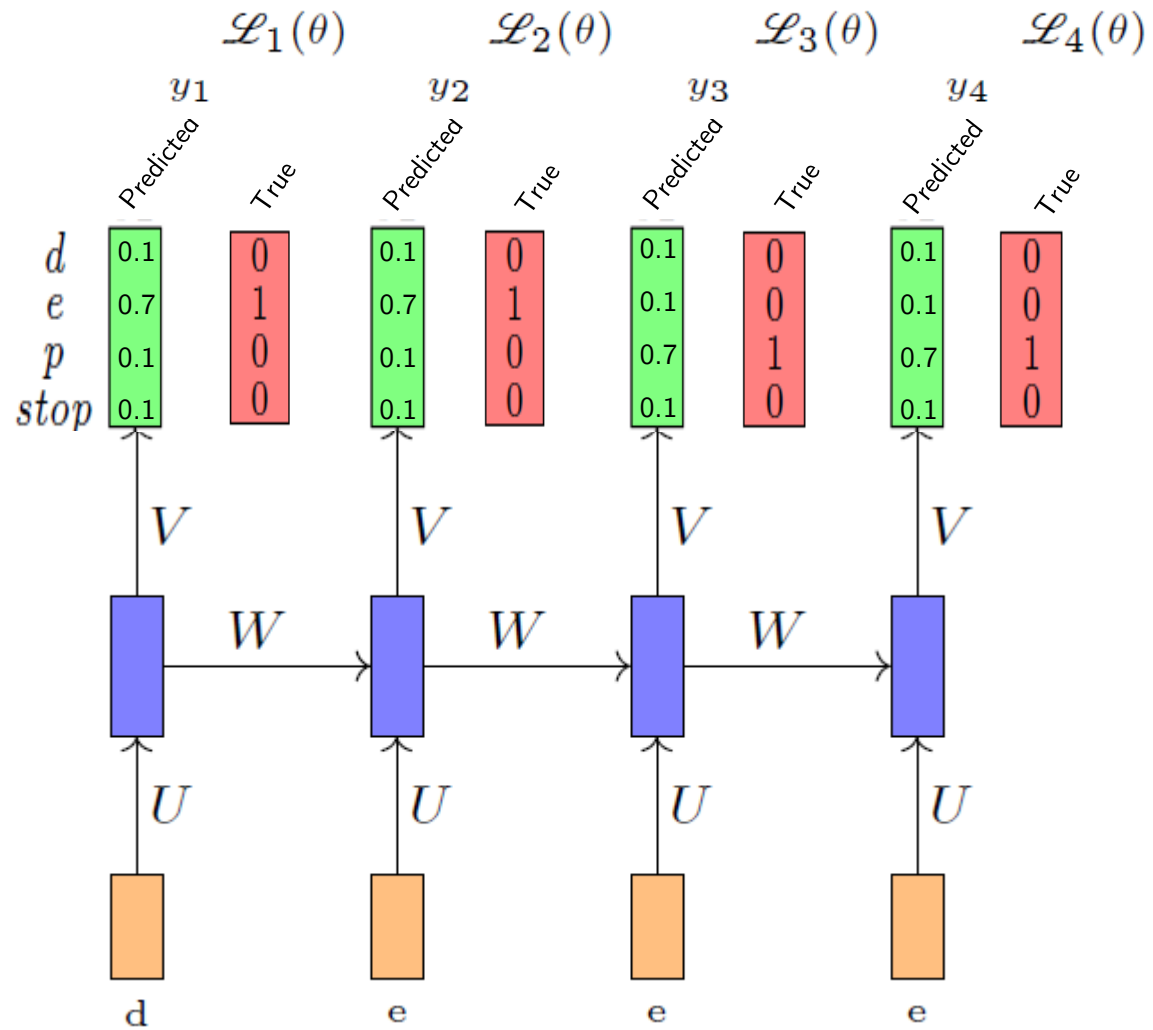 ℒ1(θ) ℒ2(θ) ℒ3(θ) ℒ4(θ)
y1 y2 y3 y4
Predicted True Predicted True Predicted True Predicted True
d 0.1 0 0.1 0 0.1 0 0.1 0
e 0.7 1 0.7 1 0.1 0 0.1 0
p 0.1 0 0.1 0 0.7 1 0.7 1
stop 0.1 0 0.1 0 0.1 0 0.1 0
V V V V
W W W
U U U U
d e e e